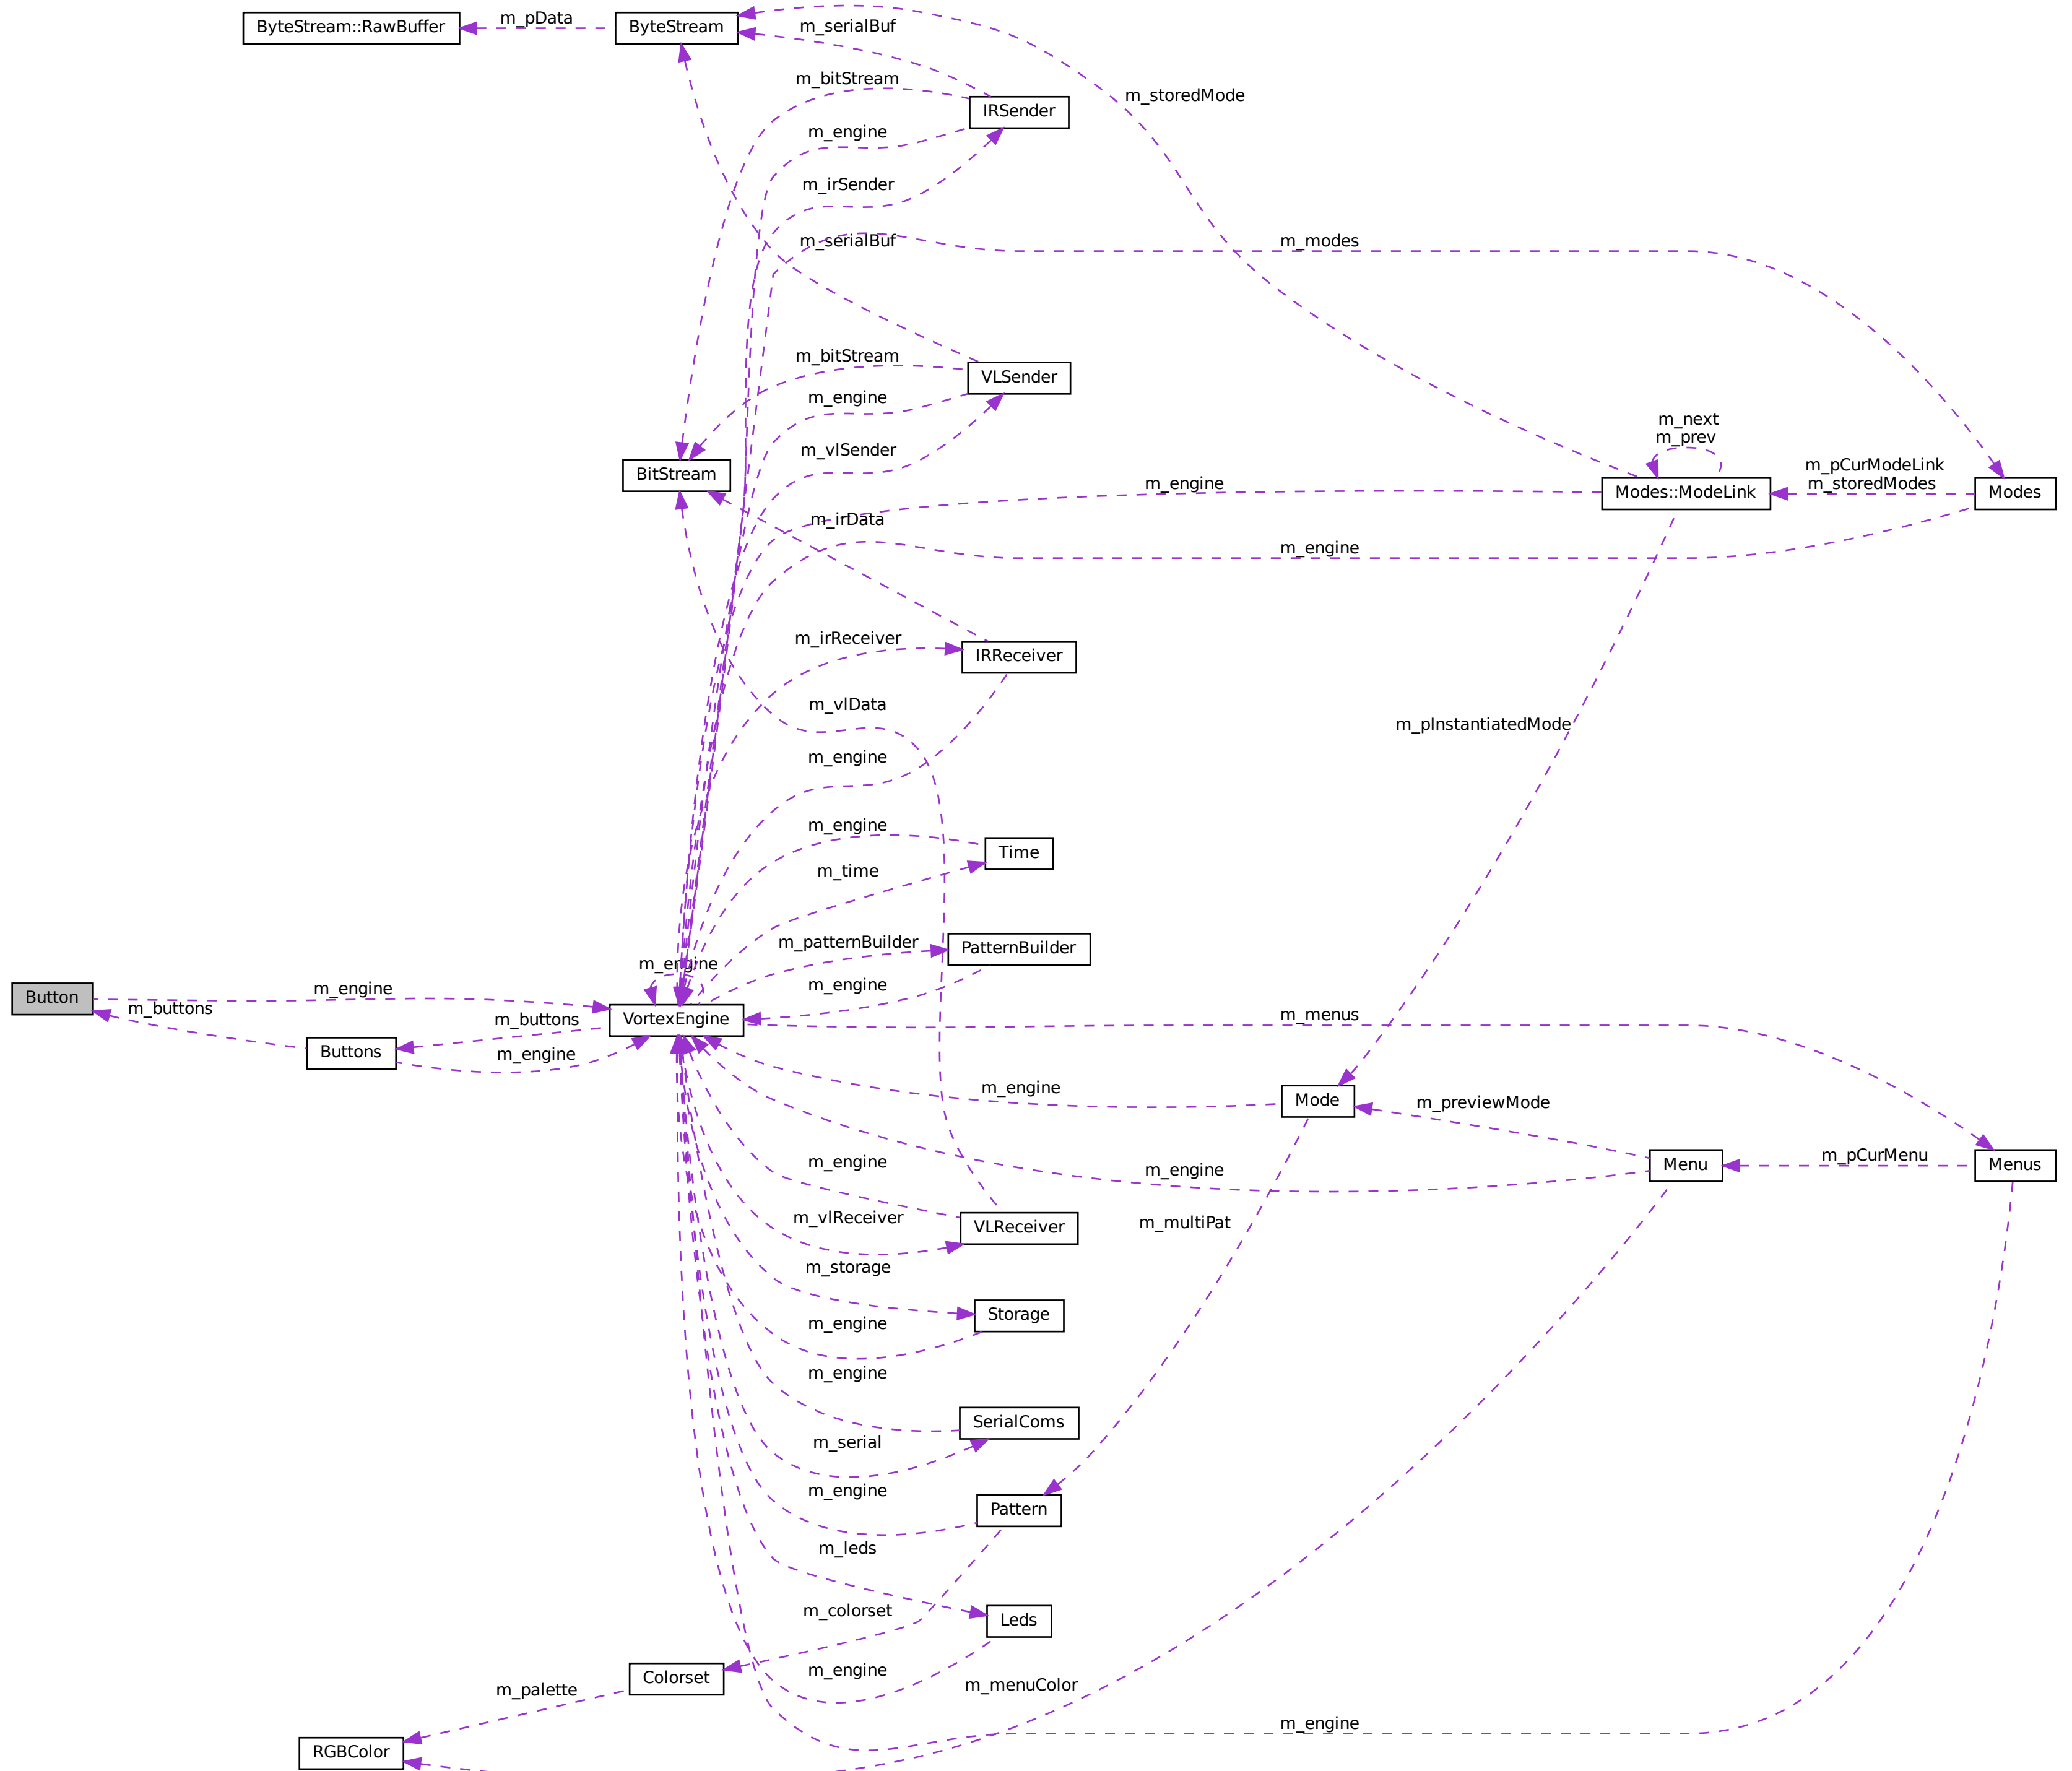 ByteStream::RawBuffer
m_pData
ByteStream
m_serialBuf
m_bitStream
m_storedMode
IRSender
m_engine
m_irSender
m_serialBuf
m_modes
m_bitStream
VLSender
m_engine
m_vlSender
m_next
m_prev
BitStream
m_engine
Modes::ModeLink
m_pCurModeLink
m_storedModes
Modes
m_irData
m_engine
m_irReceiver
IRReceiver
m_vlData
m_pInstantiatedMode
m_engine
m_engine
Time
m_time
m_patternBuilder
PatternBuilder
m_engine
m_engine
Button
m_engine
m_buttons
VortexEngine
m_buttons
m_menus
Buttons
m_engine
m_engine
Mode
m_previewMode
m_engine
m_engine
Menu
m_pCurMenu
Menus
m_vlReceiver
VLReceiver
m_multiPat
m_storage
Storage
m_engine
m_engine
SerialComs
m_serial
m_engine
Pattern
m_leds
m_colorset
Leds
m_engine
Colorset
m_palette
m_menuColor
m_engine
RGBColor